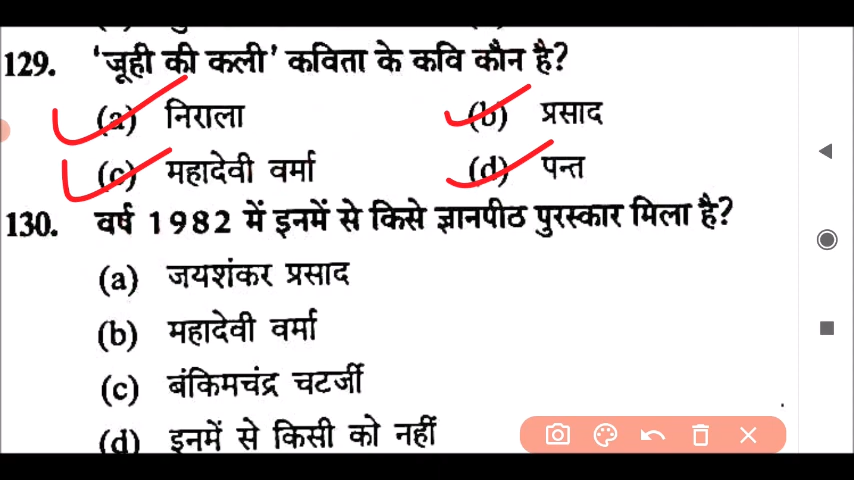 129. 'जूही की कली' कविता के कवि कौन है?
(a) निराला (b) प्रसाद
(c) महादेवी वर्मा (d) पन्त
130. वर्ष 1982 में इनमें से किसे ज्ञानपीठ पुरस्कार मिला है?
(a) जयशंकर प्रसाद
(b) महादेवी वर्मा
(c) बंकिमचंद्र चटर्जी
(d) इनमें से किसी को नहीं